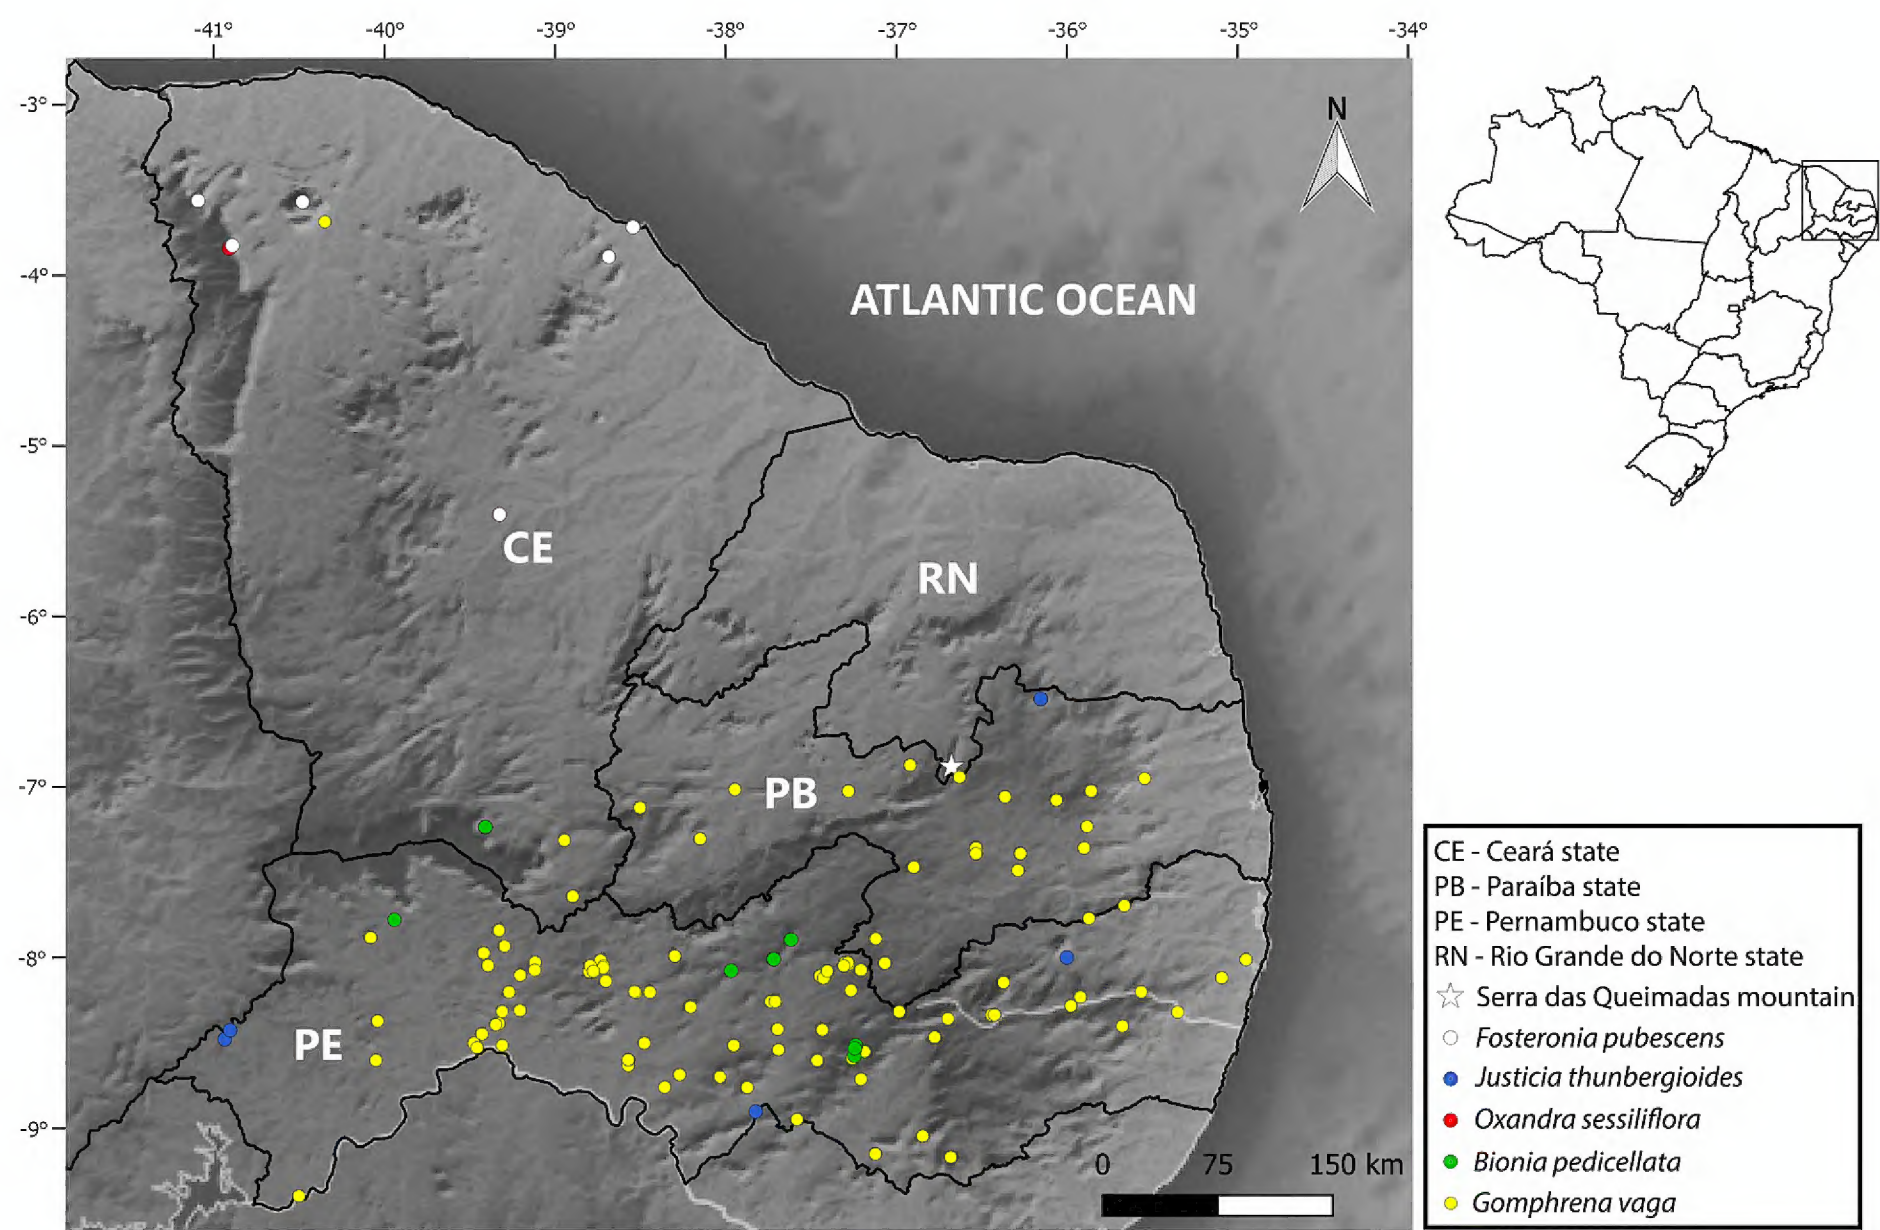 -41° -40° -39° -38° -37° -36° -35° -34°
-3°
-4°
-5°
-6°
-7°
-8°
-9°
N
ATLANTIC OCEAN
CE
RN
PB
PE
0 75 150 km
CE - Ceará state
PB - Paraíba state
PE - Pernambuco state
RN - Rio Grande do Norte state
Serra das Queimadas mountain
Fosteronia pubescens
Justicia thunbergioides
Oxandra sessiliflora
Bionia pedicellata
Gomphrena vaga